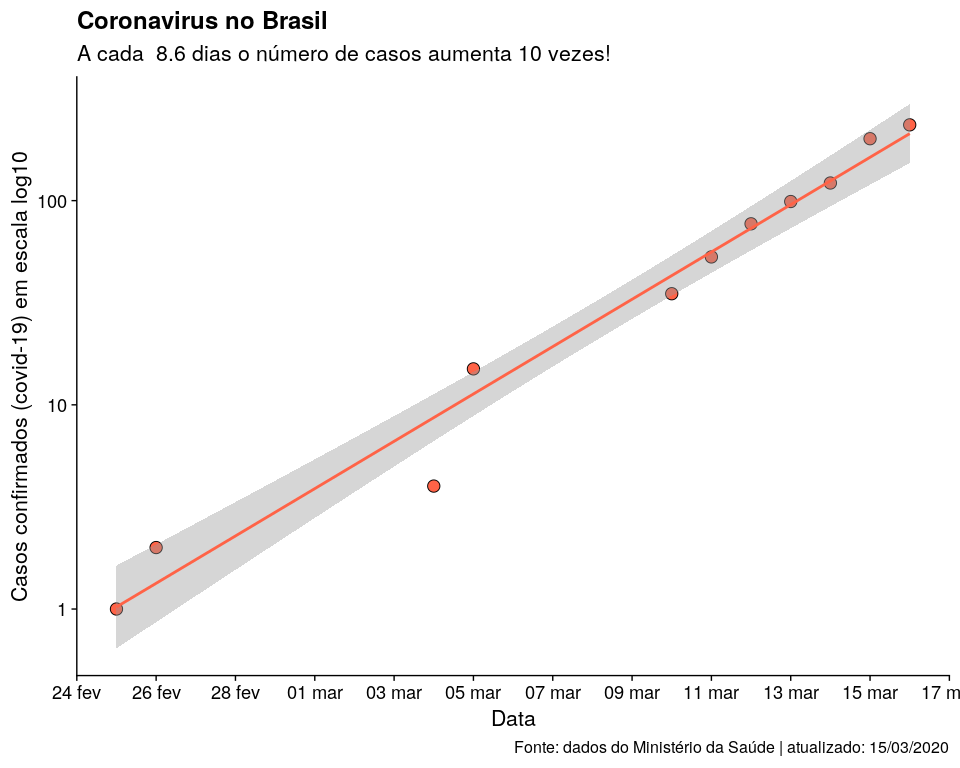 Coronavirus no Brasil
A cada  8.6 dias o número de casos aumenta 10 vezes!
Casos confirmados (covid-19) em escala log10
100
10
1
24 fev 26 fev 28 fev 01 mar 03 mar 05 mar 07 mar 09 mar 11 mar 13 mar 15 mar 17 m
Data
Fonte: dados do Ministério da Saúde | atualizado: 15/03/2020